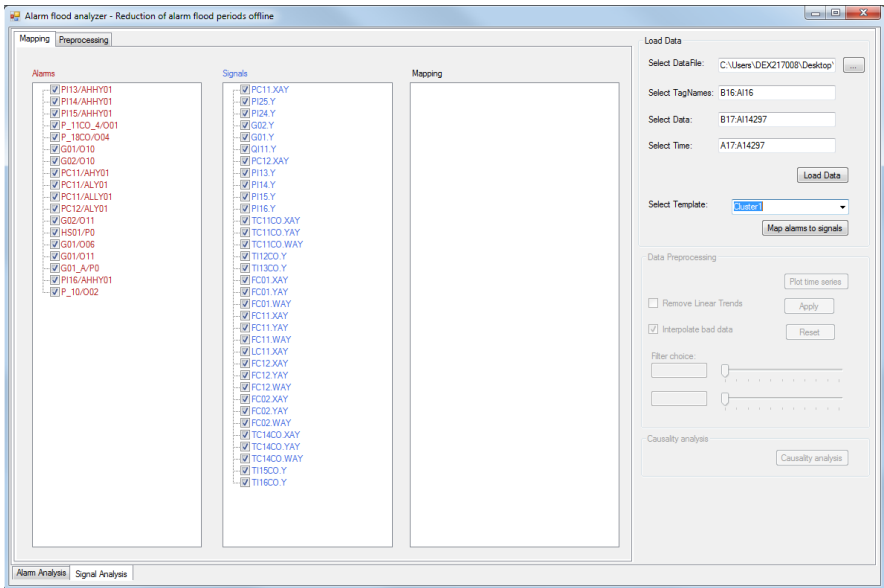 Alarm flood analyzer - Reduction of alarm flood periods offline
Mapping Preprocessing
Alarms
PI13/AHHY01
PI14/AHHY01
PI15/AHHY01
P_11CO_4/O01
P_18CO/O04
G01/O10
G02/O10
PC11/AHY01
PC11/ALY01
PC11/ALLY01
PC12/ALY01
G02/O11
HS01/P0
G01/O06
G01/O11
G01_A/P0
PI16/AHHY01
P_10/O02
Signals
PC11.XAY
PI25.Y
PI24.Y
G02.Y
G01.Y
QI11.Y
PC12.XAY
PI13.Y
PI14.Y
PI15.Y
PI16.Y
TC11CO.XAY
TC11CO.YAY
TC11CO.WAY
TI12CO.Y
TI13CO.Y
FC01.XAY
FC01.YAY
FC01.WAY
FC11.XAY
FC11.YAY
FC11.WAY
LC11.XAY
FC12.XAY
FC12.YAY
FC12.WAY
FC02.XAY
FC02.YAY
FC02.WAY
TC14CO.XAY
TC14CO.YAY
TC14CO.WAY
TI15CO.Y
TI16CO.Y
Mapping
Load Data
Select DataFile: C:\Users\DEX217008\Desktop' ...
Select TagNames: B16:AI16
Select Data: B17:AI14297
Select Time: A17:A14297
Load Data
Select Template: Cluster1
Map alarms to signals
Data Preprocessing
Plot time series
Remove Linear Trends Apply
Interpolate bad data Reset
Filter choice:
Causality analysis
Causality analysis
Alarm Analysis Signal Analysis